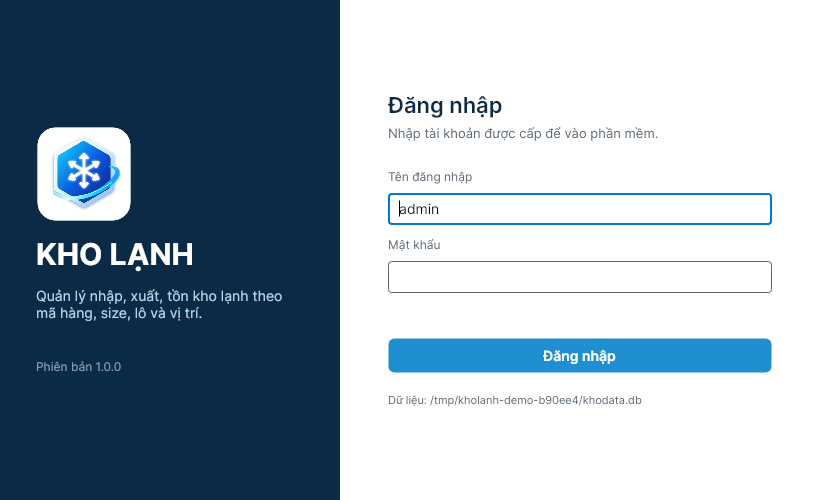 KHO LẠNH
Quản lý nhập, xuất, tồn kho lạnh theo
mã hàng, size, lô và vị trí.
Phiên bản 1.0.0
Đăng nhập
Nhập tài khoản được cấp để vào phần mềm.
Tên đăng nhập
admin
Mật khẩu
Đăng nhập
Dữ liệu: /tmp/kholanh-demo-b90ee4/khodata.db